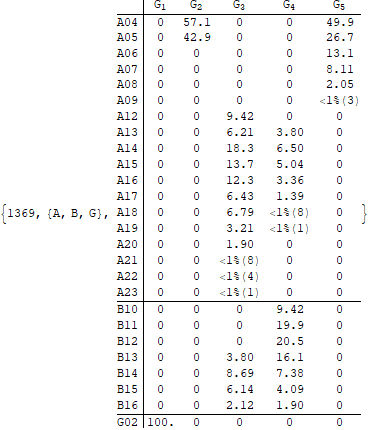 G₁ G₂ G₃ G₄ G₅
A04 0 57.1 0 0 49.9
A05 0 42.9 0 0 26.7
A06 0 0 0 0 13.1
A07 0 0 0 0 8.11
A08 0 0 0 0 2.05
A09 0 0 0 0 <1%(3)
A12 0 0 9.42 0 0
A13 0 0 6.21 3.80 0
A14 0 0 18.3 6.50 0
A15 0 0 13.7 5.04 0
A16 0 0 12.3 3.36 0
A17 0 0 6.43 1.39 0
{1369, {A, B, G}, A18 0 0 6.79 <1%(8) 0 }
A19 0 0 3.21 <1%(1) 0
A20 0 0 1.90 0 0
A21 0 0 <1%(8) 0 0
A22 0 0 <1%(4) 0 0
A23 0 0 <1%(1) 0 0
B10 0 0 0 9.42 0
B11 0 0 0 19.9 0
B12 0 0 0 20.5 0
B13 0 0 3.80 16.1 0
B14 0 0 8.69 7.38 0
B15 0 0 6.14 4.09 0
B16 0 0 2.12 1.90 0
G02 100. 0 0 0 0